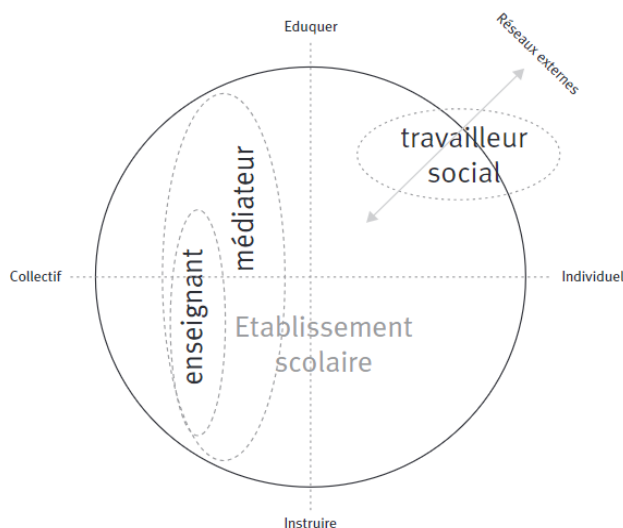 Eduquer
Réseaux externes
travailleur
social
médiateur
enseignant
Collectif
Individuel
Etablissement
scolaire
Instruire